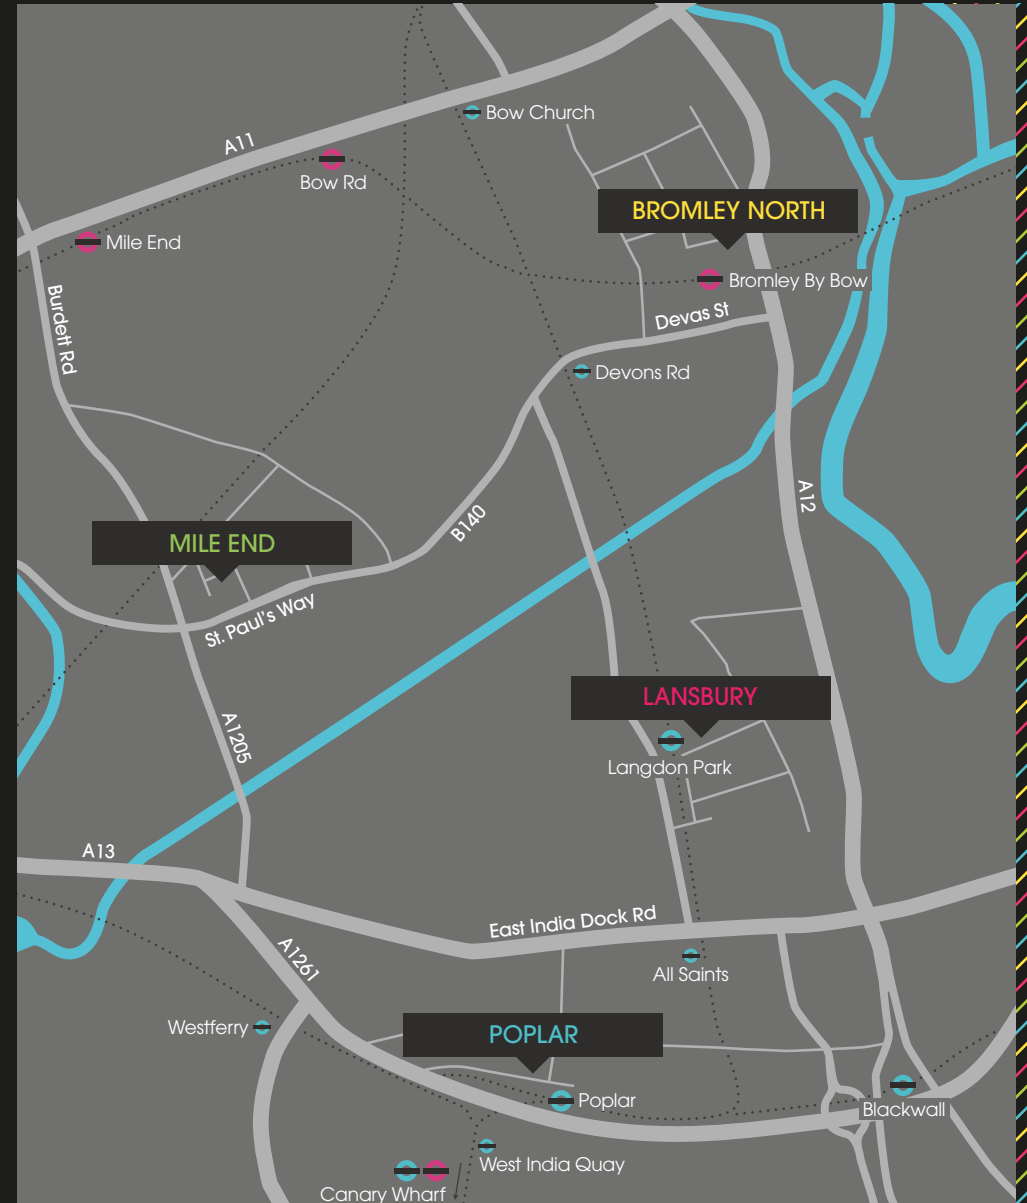 Bow Church
A11
Bow Rd
BROMLEY NORTH
Mile End
Bromley By Bow
Burdett Rd
Devas St
Devons Rd
A12
B140
MILE END
St. Paul's Way
LANSBURY
A1205
Langdon Park
A13
East India Dock Rd
A1261
All Saints
Westferry
POPLAR
Poplar
Blackwall
West India Quay
Canary Wharf